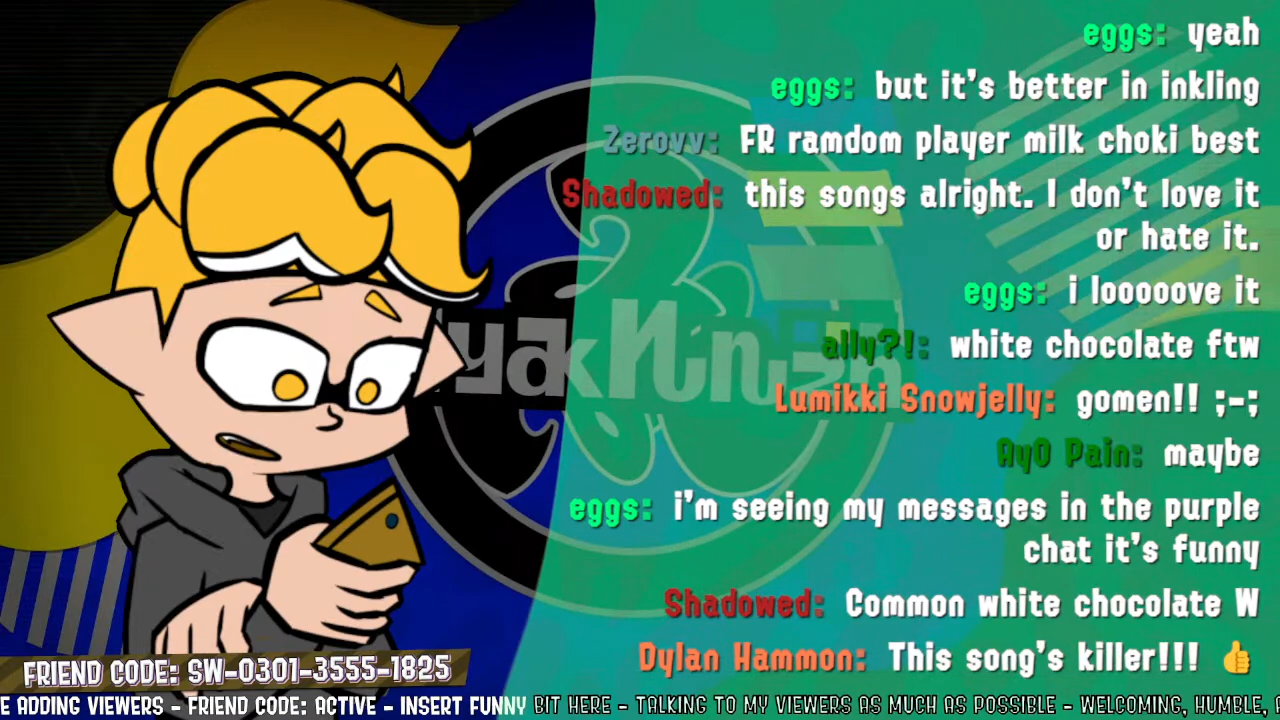 eggs: yeah
eggs: but it's better in inkling
Zerovv: FR ramdom player milk choki best
Shadowed: this songs alright. I don't love it
or hate it.
eggs: i looooove it
ally?!: white chocolate ftw
Lumikki Snowjelly: gomen!! ;-;
AyO Pain: maybe
eggs: i'm seeing my messages in the purple
chat it's funny
Shadowed: Common white chocolate W
Dylan Hammon: This song's killer!!! 👍
FRIEND CODE: SW-0301-3555-1825
E ADDING VIEWERS - FRIEND CODE: ACTIVE - INSERT FUNNY BIT HERE - TALKING TO MY VIEWERS AS MUCH AS POSSIBLE - WELCOMING, HUMBLE,